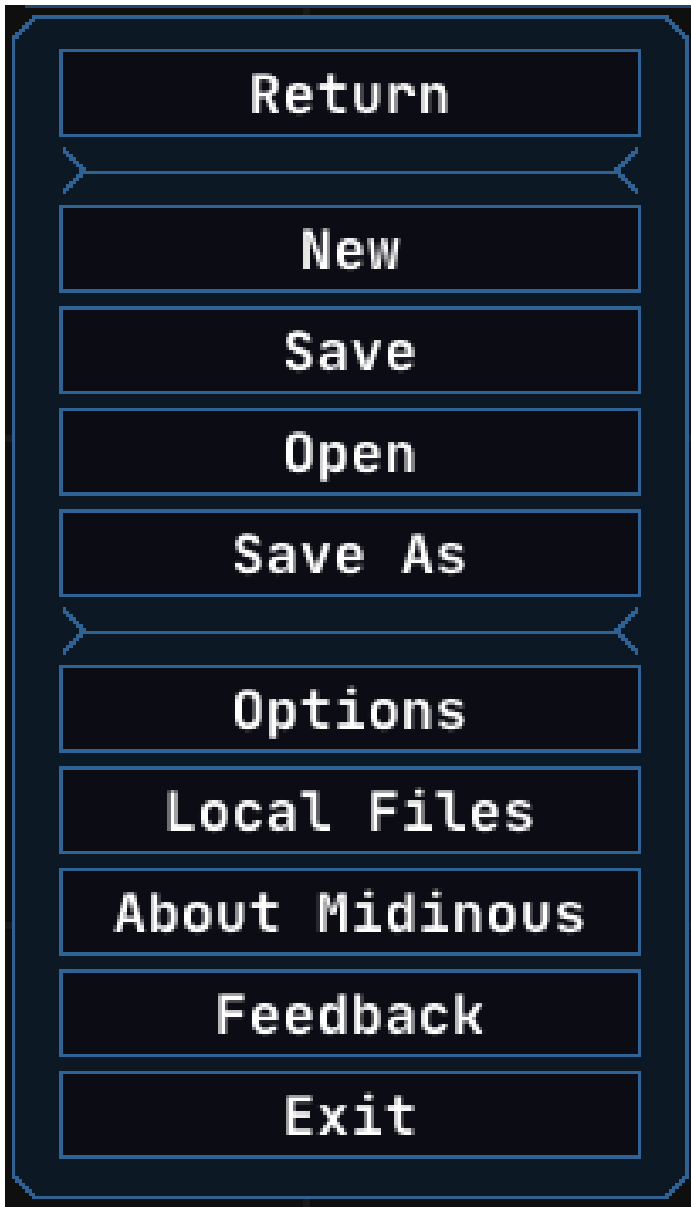 Return
New
Save
Open
Save As
Options
Local Files
About Midinous
Feedback
Exit